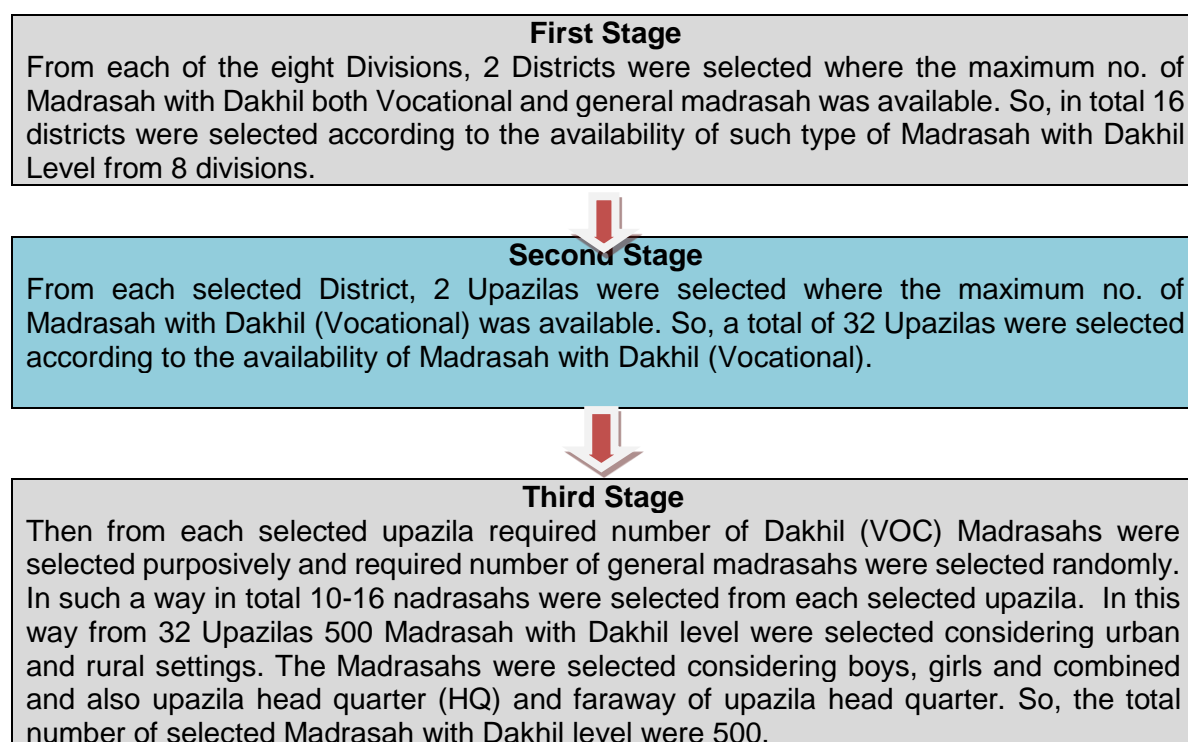 First Stage
From each of the eight Divisions, 2 Districts were selected where the maximum no. of
Madrasah with Dakhil both Vocational and general madrasah was available. So, in total 16
districts were selected according to the availability of such type of Madrasah with Dakhil
Level from 8 divisions.
Second Stage
From each selected District, 2 Upazilas were selected where the maximum no. of
Madrasah with Dakhil (Vocational) was available. So, a total of 32 Upazilas were selected
according to the availability of Madrasah with Dakhil (Vocational).
Third Stage
Then from each selected upazila required number of Dakhil (VOC) Madrasahs were
selected purposively and required number of general madrasahs were selected randomly.
In such a way in total 10-16 nadrasahs were selected from each selected upazila. In this
way from 32 Upazilas 500 Madrasah with Dakhil level were selected considering urban
and rural settings. The Madrasahs were selected considering boys, girls and combined
and also upazila head quarter (HQ) and faraway of upazila head quarter. So, the total
number of selected Madrasah with Dakhil level were 500.